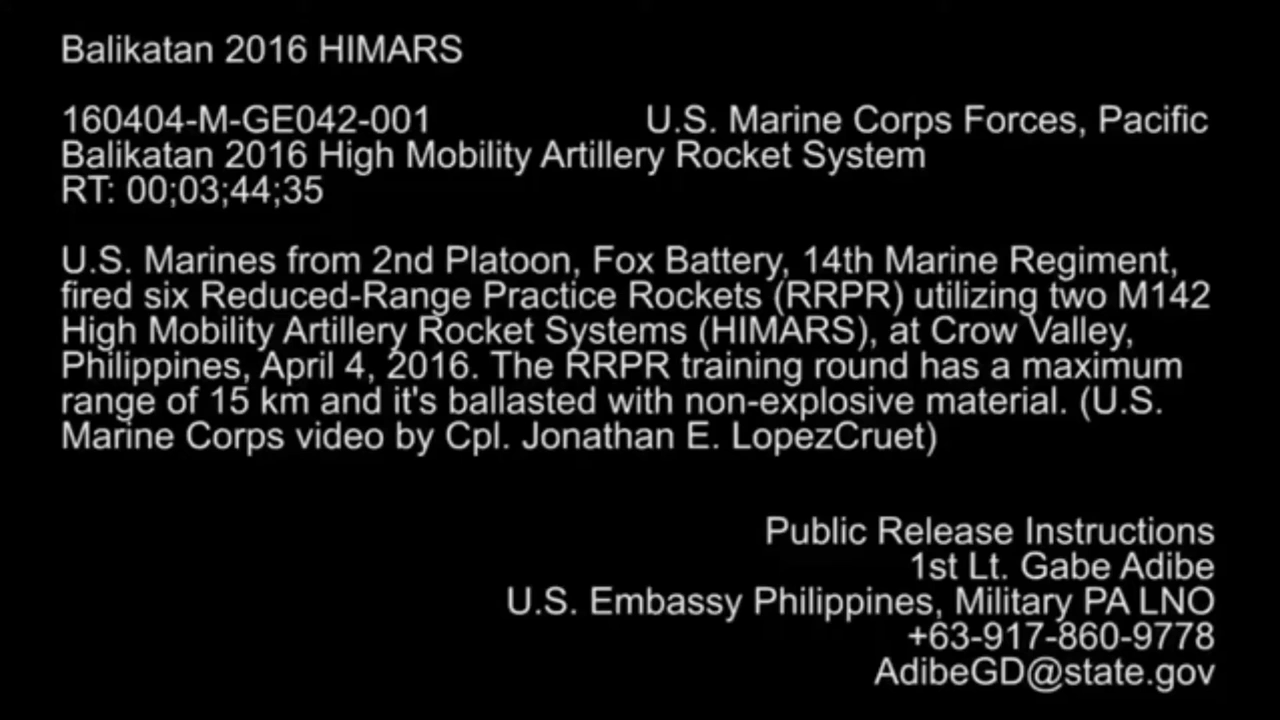 Balikatan 2016 HIMARS
160404-M-GE042-001 U.S. Marine Corps Forces, Pacific
Balikatan 2016 High Mobility Artillery Rocket System
RT: 00;03;44;35
U.S. Marines from 2nd Platoon, Fox Battery, 14th Marine Regiment,
fired six Reduced-Range Practice Rockets (RRPR) utilizing two M142
High Mobility Artillery Rocket Systems (HIMARS), at Crow Valley,
Philippines, April 4, 2016. The RRPR training round has a maximum
range of 15 km and it's ballasted with non-explosive material. (U.S.
Marine Corps video by Cpl. Jonathan E. LopezCruet)
Public Release Instructions
1st Lt. Gabe Adibe
U.S. Embassy Philippines, Military PA LNO
+63-917-860-9778
AdibeGD@state.gov